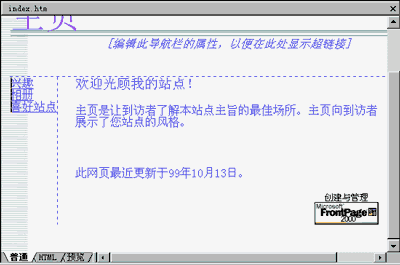 index.htm
主页
[编辑此导航栏的属性，以便在此处显示超链接]
兴趣
相册
喜好站点
欢迎光顾我的站点！
主页是让到访者了解本站点主旨的最佳场所。主页向到访者
展示了您站点的风格。
此网页最近更新于99年10月13日。
创建与管理
Microsoft
FrontPage
2000
普通 HTML 预览